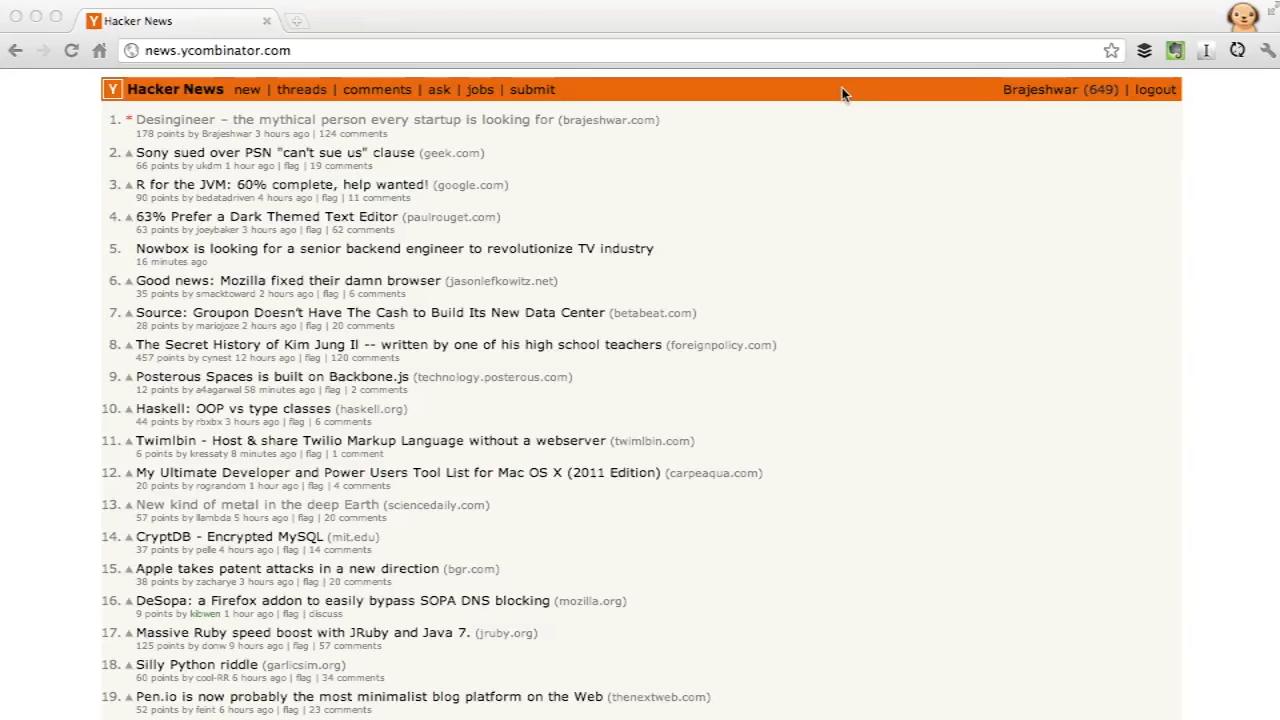 Hacker News
news.ycombinator.com
Y Hacker News new | threads | comments | ask | jobs | submit Brajeshwar (649) | logout
1. * Desingineer – the mythical person every startup is looking for (brajeshwar.com)
178 points by Brajeshwar 3 hours ago | 124 comments
2. Sony sued over PSN "can't sue us" clause (geek.com)
66 points by ukdm 1 hour ago | flag | 19 comments
3. R for the JVM: 60% complete, help wanted! (google.com)
90 points by bedatadriven 4 hours ago | flag | 11 comments
4. 63% Prefer a Dark Themed Text Editor (paulrouget.com)
63 points by joeybaker 3 hours ago | flag | 62 comments
5. Nowbox is looking for a senior backend engineer to revolutionize TV industry
16 minutes ago
6. Good news: Mozilla fixed their damn browser (jasonlefkowitz.net)
35 points by smacktoward 2 hours ago | flag | 6 comments
7. Source: Groupon Doesn't Have The Cash to Build Its New Data Center (betabeat.com)
28 points by mariojoze 2 hours ago | flag | 20 comments
8. The Secret History of Kim Jung Il -- written by one of his high school teachers (foreignpolicy.com)
457 points by cynest 12 hours ago | flag | 120 comments
9. Posterous Spaces is built on Backbone.js (technology.posterous.com)
12 points by a4agarwal 58 minutes ago | flag | 2 comments
10. Haskell: OOP vs type classes (haskell.org)
44 points by rbxbx 3 hours ago | flag | 6 comments
11. Twimlbin - Host & share Twilio Markup Language without a webserver (twimlbin.com)
6 points by kressaty 8 minutes ago | flag | 1 comment
12. My Ultimate Developer and Power Users Tool List for Mac OS X (2011 Edition) (carpeaqua.com)
20 points by rograndom 1 hour ago | flag | 4 comments
13. New kind of metal in the deep Earth (sciencedaily.com)
57 points by llambda 5 hours ago | flag | 20 comments
14. CryptDB - Encrypted MySQL (mit.edu)
37 points by pelle 4 hours ago | flag | 14 comments
15. Apple takes patent attacks in a new direction (bgr.com)
38 points by zacharye 3 hours ago | flag | 20 comments
16. DeSopa: a Firefox addon to easily bypass SOPA DNS blocking (mozilla.org)
9 points by kibwen 1 hour ago | flag | discuss
17. Massive Ruby speed boost with JRuby and Java 7. (jruby.org)
125 points by donw 9 hours ago | flag | 57 comments
18. Silly Python riddle (garlicsim.org)
60 points by cool-RR 6 hours ago | flag | 34 comments
19. Pen.io is now probably the most minimalist blog platform on the Web (thenextweb.com)
52 points by feint 6 hours ago | flag | 23 comments